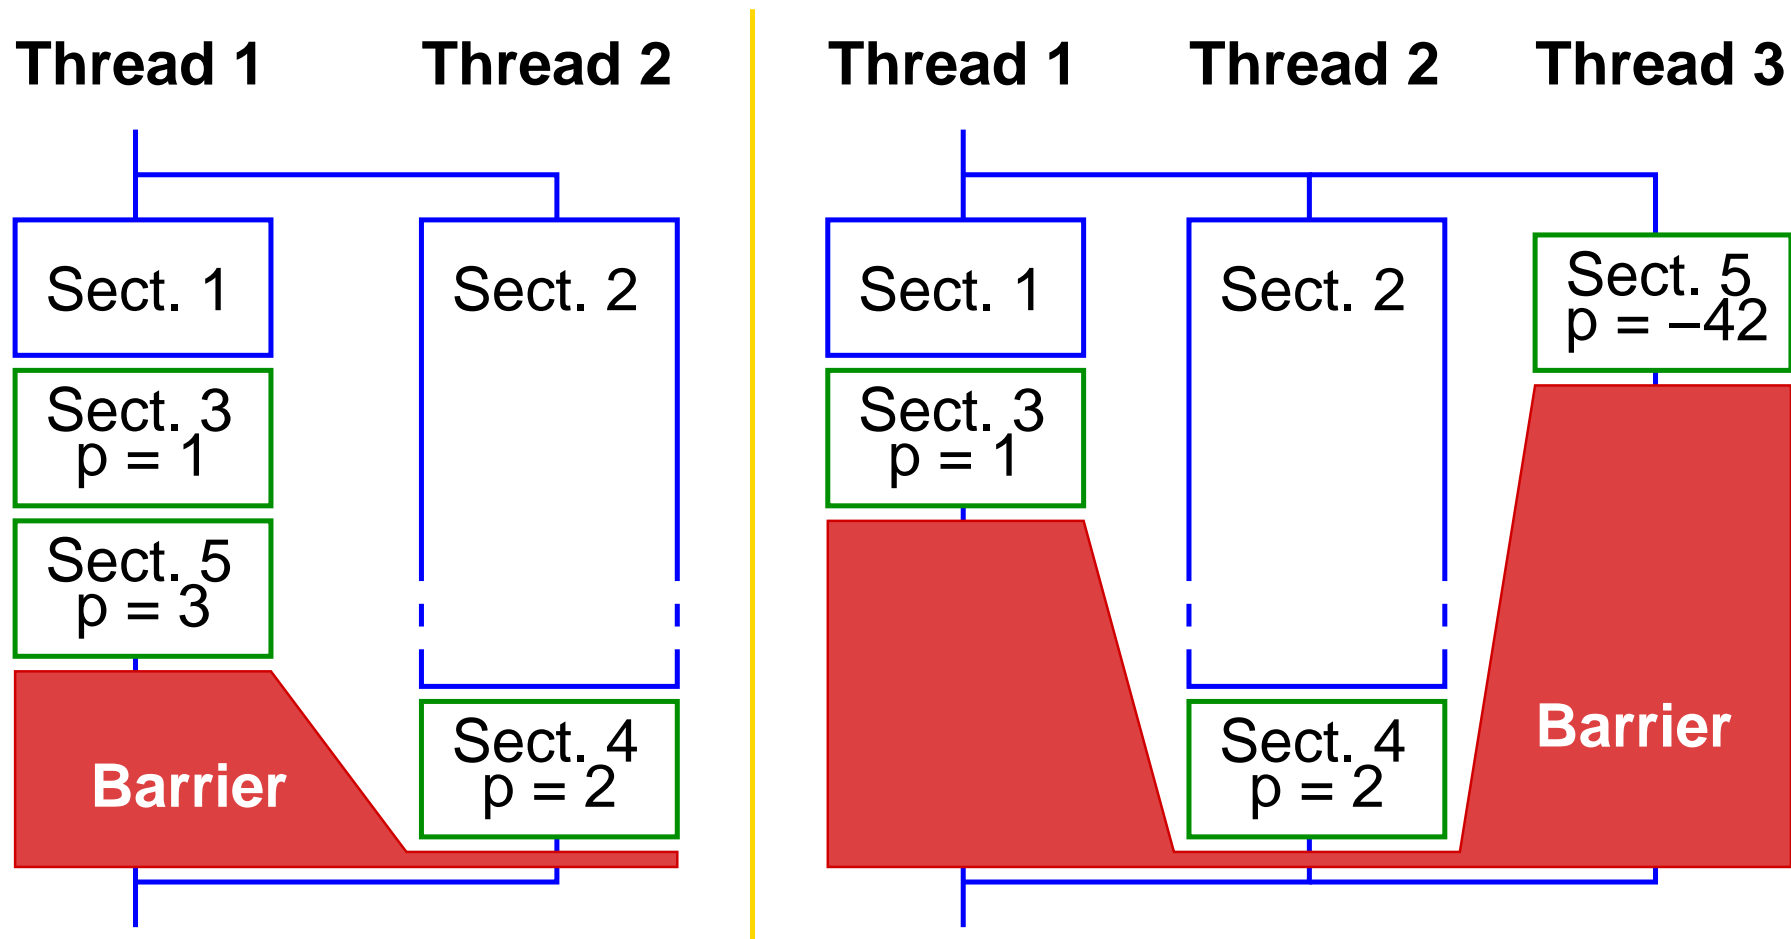 Thread 1
Thread 2
Sect. 1
Sect. 2
Sect. 3
p = 1
Sect. 5
p = 3
Sect. 4
p = 2
Barrier
Thread 1
Thread 2
Thread 3
Sect. 1
Sect. 2
Sect. 5
p = −42
Sect. 3
p = 1
Sect. 4
p = 2
Barrier